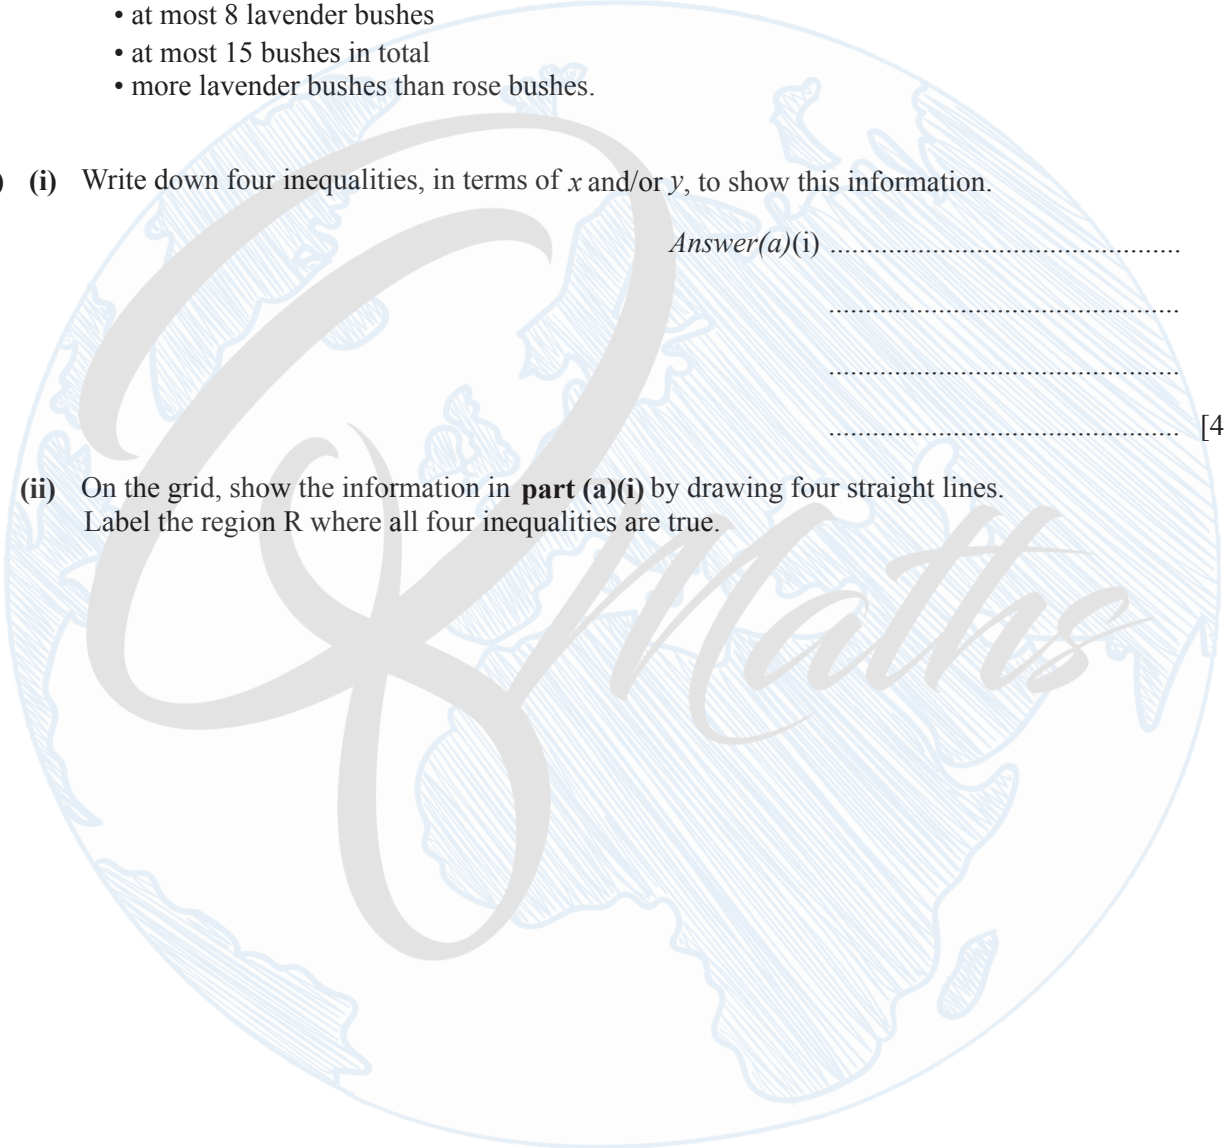 • at most 8 lavender bushes
• at most 15 bushes in total
• more lavender bushes than rose bushes.
) (i) Write down four inequalities, in terms of x and/or y, to show this information.
Answer(a)(i) ................................................
................................................
................................................
................................................ [4
(ii) On the grid, show the information in part (a)(i) by drawing four straight lines.
Label the region R where all four inequalities are true.
Maths